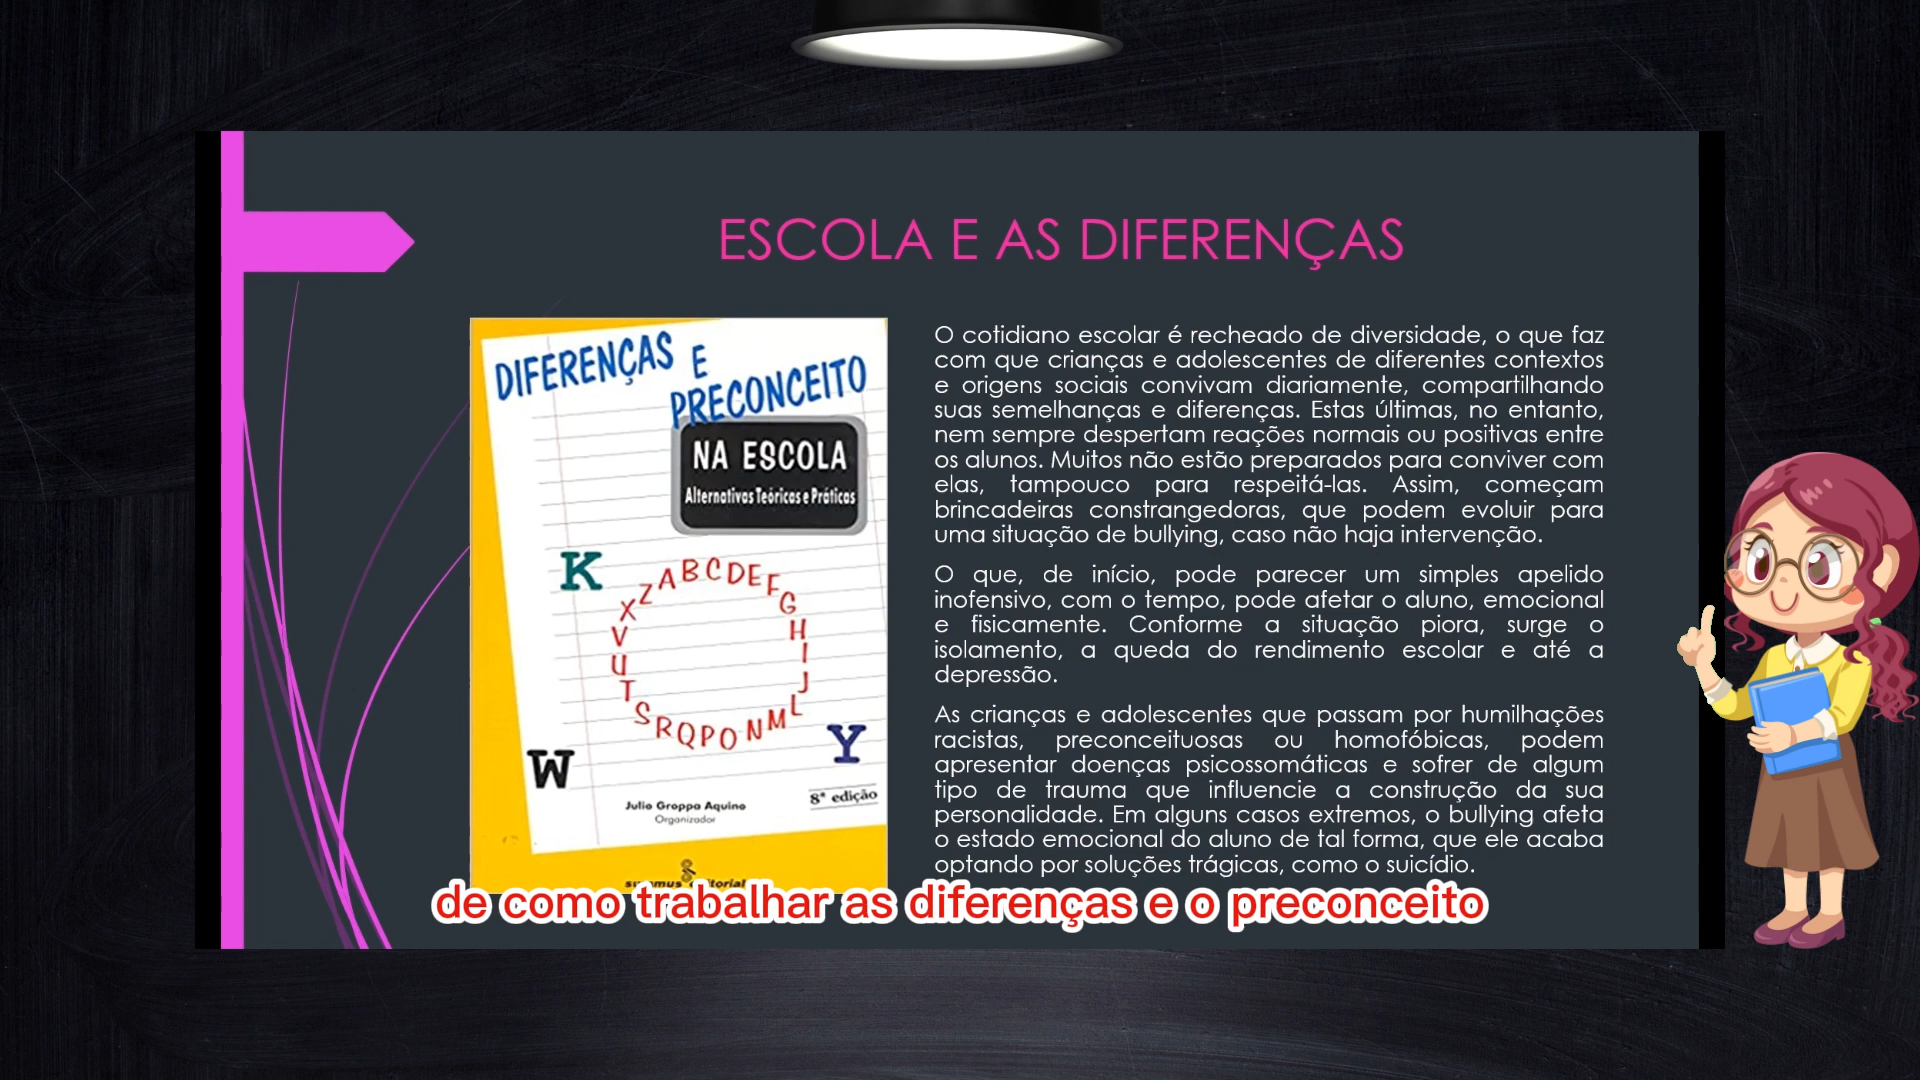 ESCOLA E AS DIFERENÇAS
DIFERENÇAS E
PRECONCEITO
NA ESCOLA
Alternativas Teóricas e Práticas
K
A B C D E F G H I J L M N O P Q R S T U V X Z
W
Y
Julio Groppa Aquino
Organizador
8ª edição
O cotidiano escolar é recheado de diversidade, o que faz
com que crianças e adolescentes de diferentes contextos
e origens sociais convivam diariamente, compartilhando
suas semelhanças e diferenças. Estas últimas, no entanto,
nem sempre despertam reações normais ou positivas entre
os alunos. Muitos não estão preparados para conviver com
elas, tampouco para respeitá-las. Assim, começam
brincadeiras constrangedoras, que podem evoluir para
uma situação de bullying, caso não haja intervenção.
O que, de início, pode parecer um simples apelido
inofensivo, com o tempo, pode afetar o aluno, emocional
e fisicamente. Conforme a situação piora, surge o
isolamento, a queda do rendimento escolar e até a
depressão.
As crianças e adolescentes que passam por humilhações
racistas, preconceituosas ou homofóbicas, podem
apresentar doenças psicossomáticas e sofrer de algum
tipo de trauma que influencie a construção da sua
personalidade. Em alguns casos extremos, o bullying afeta
o estado emocional do aluno de tal forma, que ele acaba
optando por soluções trágicas, como o suicídio.
de como trabalhar as diferenças e o preconceito